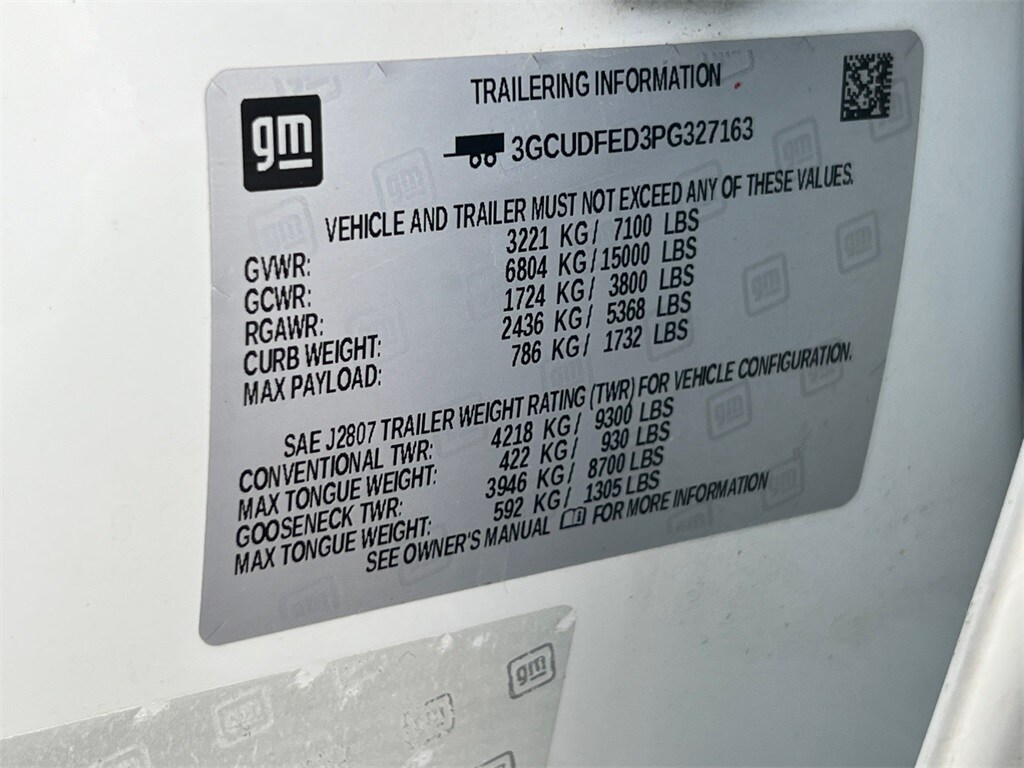 gm
TRAILERING INFORMATION
3GCUDFED3PG327163
VEHICLE AND TRAILER MUST NOT EXCEED ANY OF THESE VALUES.
GVWR: 3221 KG/ 7100 LBS
GCWR: 6804 KG/15000 LBS
RGAWR: 1724 KG/ 3800 LBS
CURB WEIGHT: 2436 KG/ 5368 LBS
MAX PAYLOAD: 786 KG/ 1732 LBS
SAE J2807 TRAILER WEIGHT RATING (TWR) FOR VEHICLE CONFIGURATION.
CONVENTIONAL TWR: 4218 KG/ 9300 LBS
MAX TONGUE WEIGHT: 422 KG/ 930 LBS
GOOSENECK TWR: 3946 KG/ 8700 LBS
MAX TONGUE WEIGHT: 592 KG/ 1305 LBS
SEE OWNER'S MANUAL FOR MORE INFORMATION
gm